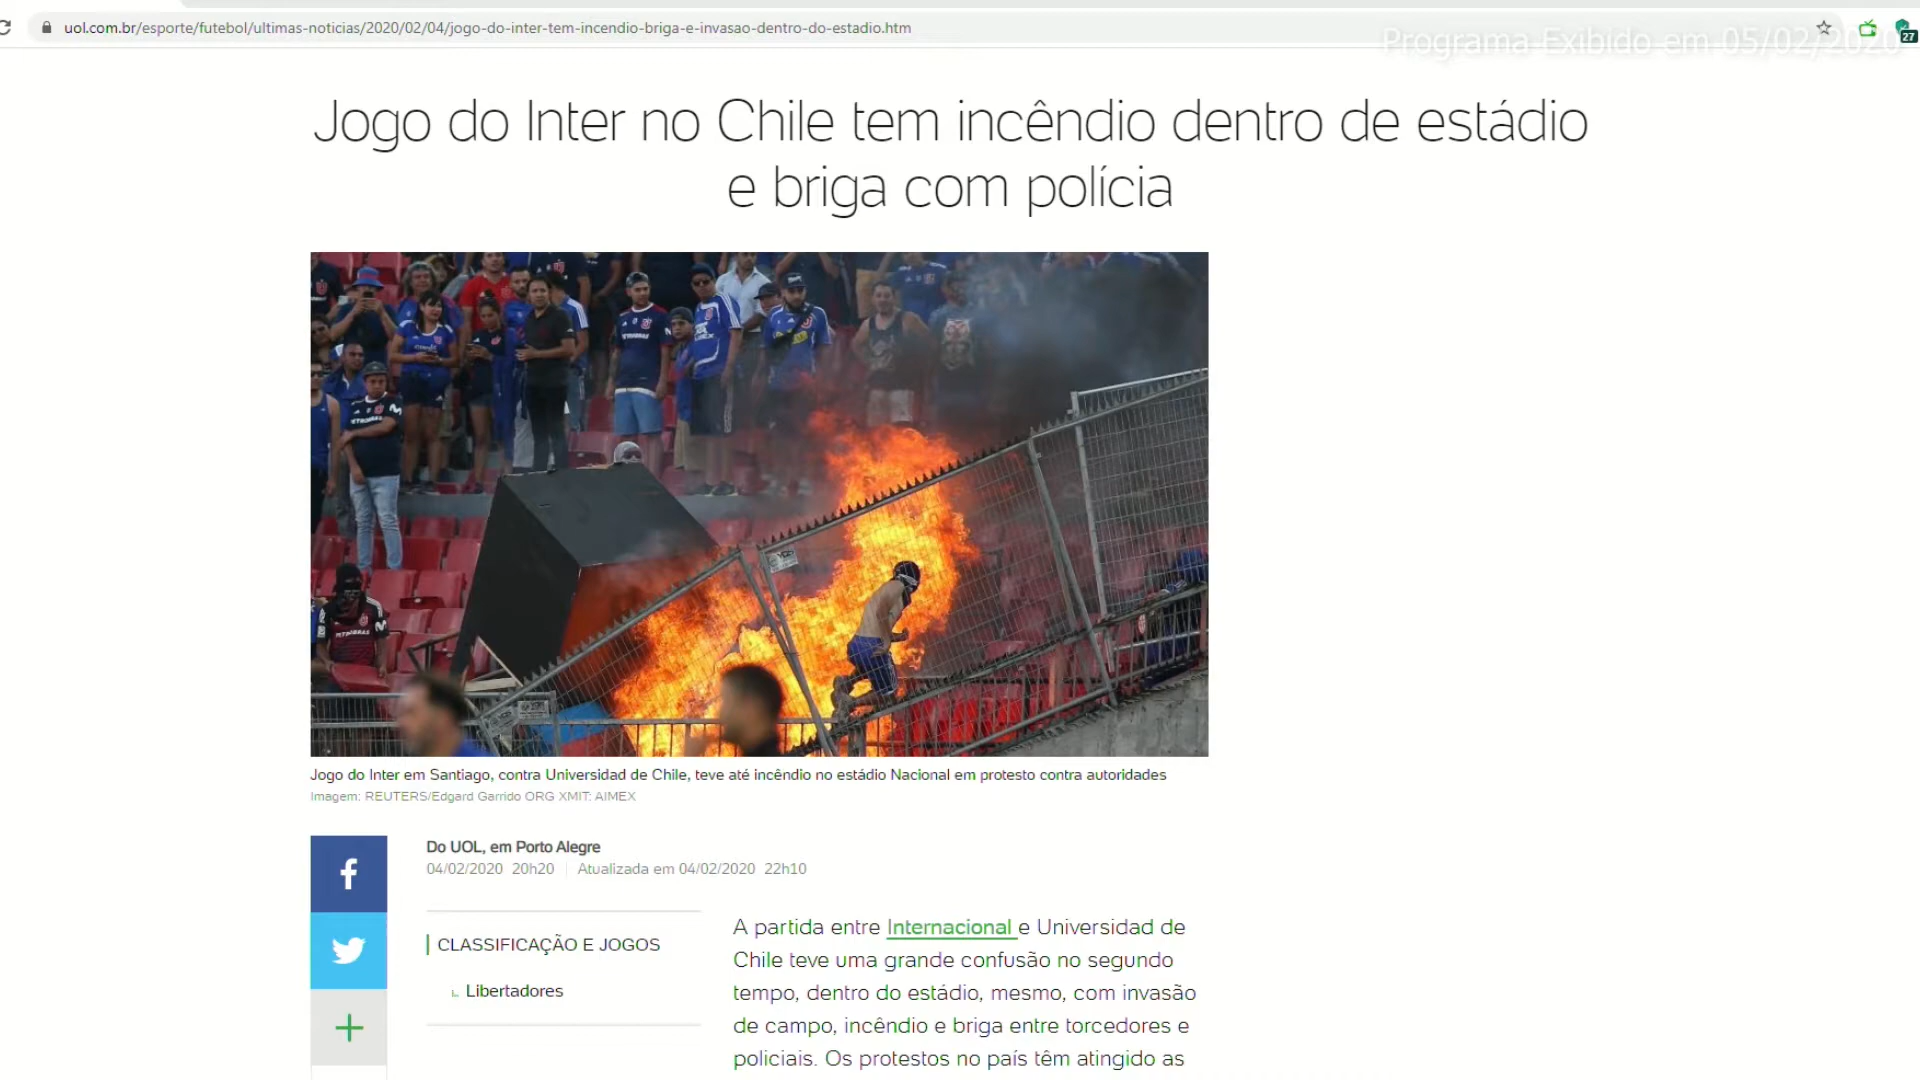 uol.com.br/esporte/futebol/ultimas-noticias/2020/02/04/jogo-do-inter-tem-incendio-briga-e-invasao-dentro-do-estadio.htm
27
Programa Exibido em 05/02/2020
Jogo do Inter no Chile tem incêndio dentro de estádio
e briga com polícia
Jogo do Inter em Santiago, contra Universidad de Chile, teve até incêndio no estádio Nacional em protesto contra autoridades
Imagem: REUTERS/Edgard Garrido ORG XMIT: AIMEX
Do UOL, em Porto Alegre
04/02/2020 20h20 | Atualizada em 04/02/2020 22h10
CLASSIFICAÇÃO E JOGOS
Libertadores
A partida entre Internacional e Universidad de
Chile teve uma grande confusão no segundo
tempo, dentro do estádio, mesmo, com invasão
de campo, incêndio e briga entre torcedores e
policiais. Os protestos no país têm atingido as